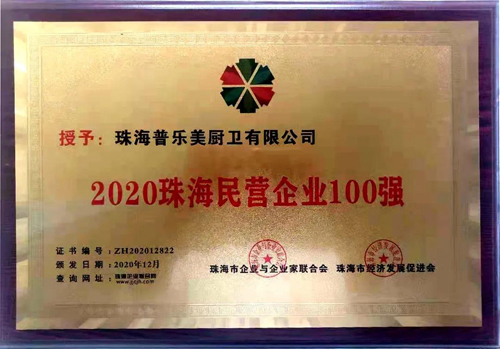 授予：珠海普乐美厨卫有限公司
2020珠海民营企业100强
证书编号：ZH202012822
颁发日期：2020年12月
查询网址：
珠海市企业与企业家联合会 珠海市经济发展促进会